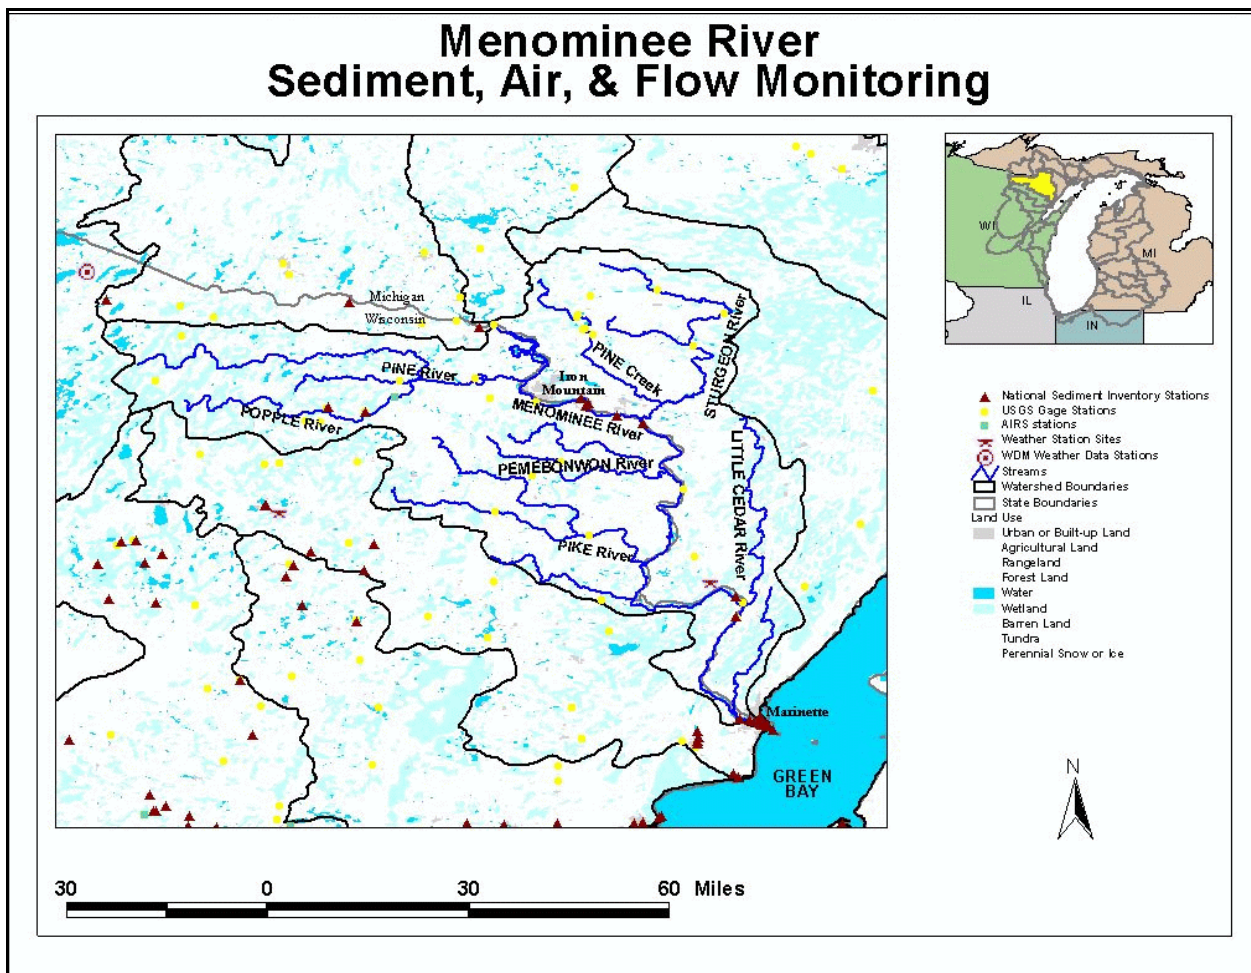 Menominee River
Sediment, Air, & Flow Monitoring
Michigan
Wisconsin
PINE River
POPPLE River
Iron
Mountain
PINE Creek
STURGEON River
MENOMINEE River
PEMEBONWON River
LITTLE CEDAR River
PIKE River
Marinette
GREEN
BAY
WI
MI
IL
IN
National Sediment Inventory Stations
USGS Gage Stations
AIRS stations
Weather Station Sites
WDM Weather Data Stations
Streams
Watershed Boundaries
State Boundaries
Land Use
Urban or Built-up Land
Agricultural Land
Rangeland
Forest Land
Water
Wetland
Barren Land
Tundra
Perennial Snow or Ice
N
30 0 30 60 Miles